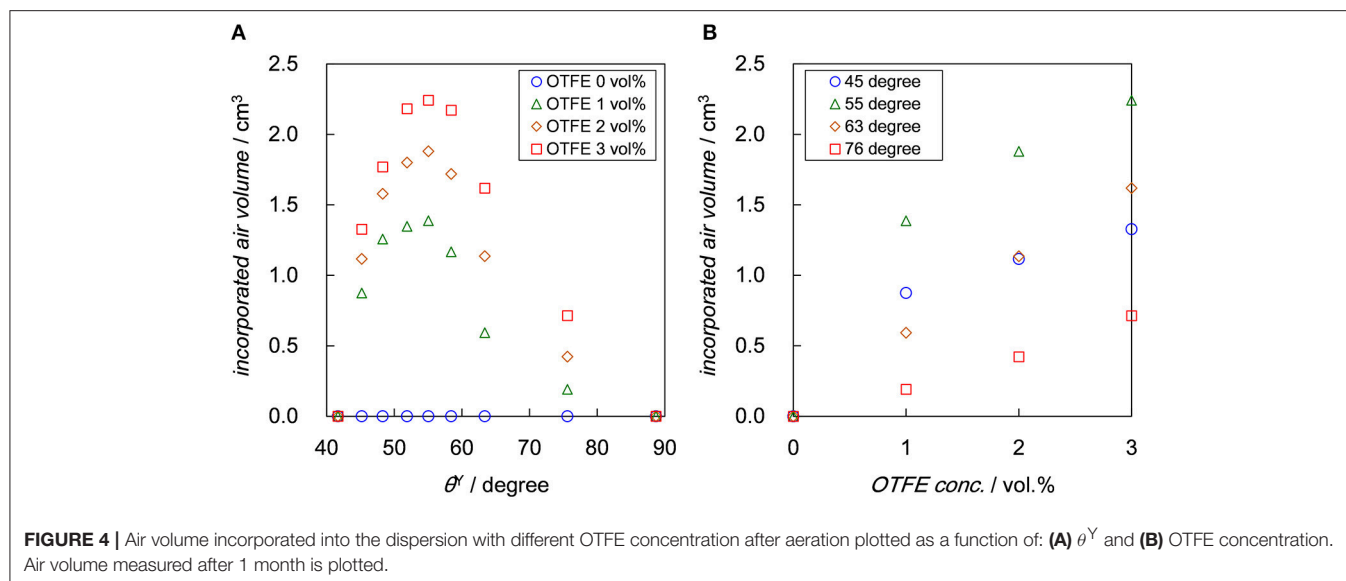 A
incorporated air volume / cm³
2.5
2.0
1.5
1.0
0.5
0.0
OTFE 0 vol%
OTFE 1 vol%
OTFE 2 vol%
OTFE 3 vol%
40 50 60 70 80 90
θʸ / degree
B
incorporated air volume / cm³
2.5
2.0
1.5
1.0
0.5
0.0
45 degree
55 degree
63 degree
76 degree
0 1 2 3
OTFE conc. / vol.%
FIGURE 4 | Air volume incorporated into the dispersion with different OTFE concentration after aeration plotted as a function of: (A) θ^Y and (B) OTFE concentration.
Air volume measured after 1 month is plotted.